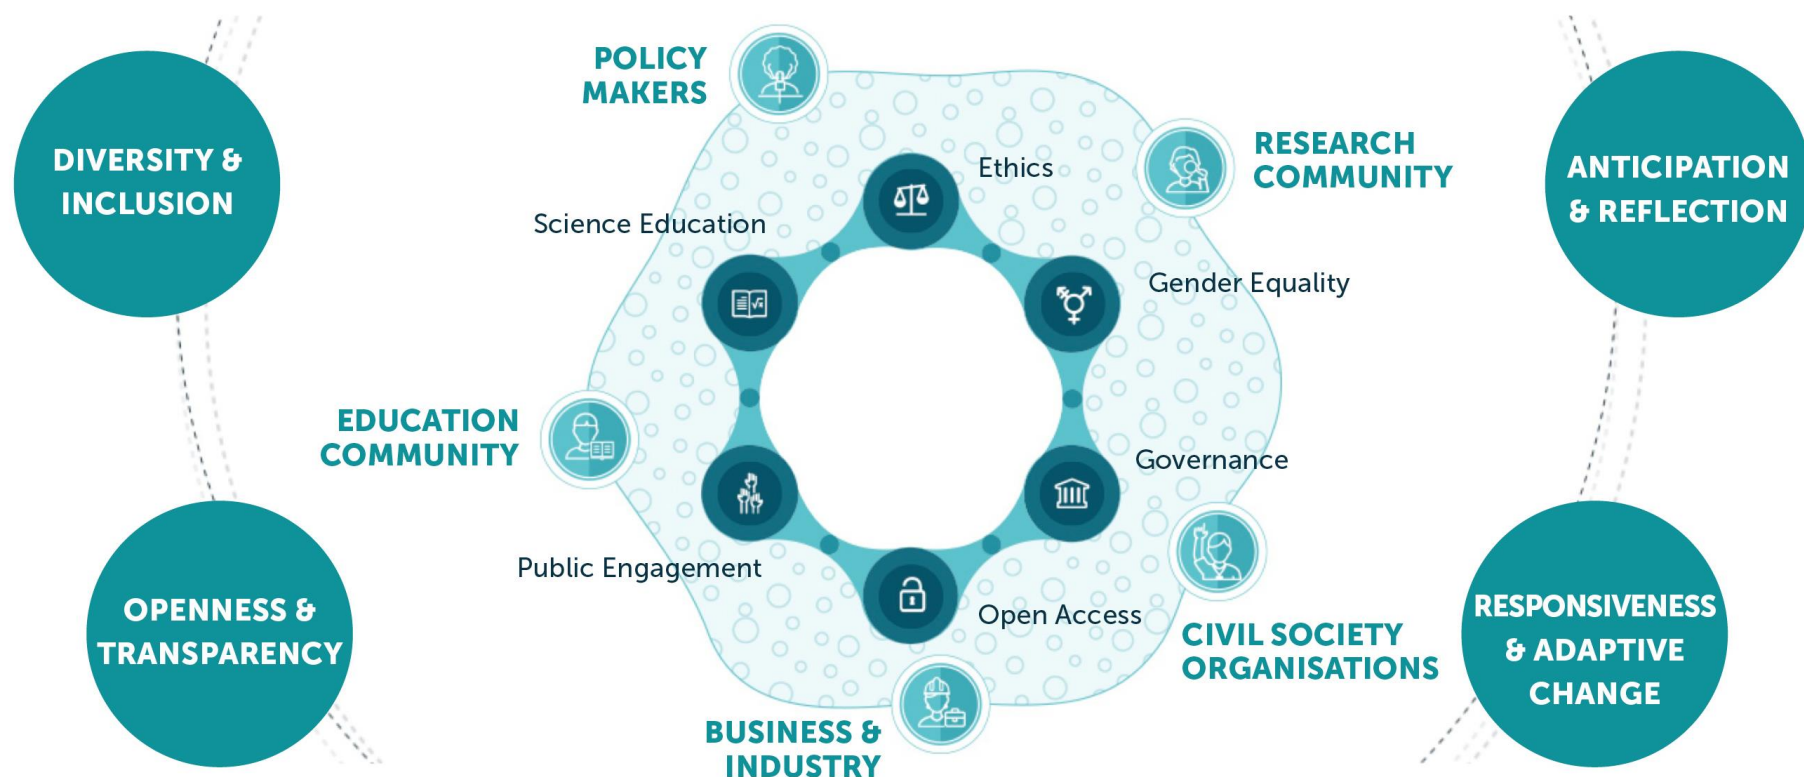 POLICY
MAKERS
RESEARCH
COMMUNITY
DIVERSITY &
INCLUSION
ANTICIPATION
& REFLECTION
Ethics
Science Education
Gender Equality
EDUCATION
COMMUNITY
Governance
Public Engagement
Open Access
OPENNESS &
TRANSPARENCY
CIVIL SOCIETY
ORGANISATIONS
RESPONSIVENESS
& ADAPTIVE
CHANGE
BUSINESS &
INDUSTRY